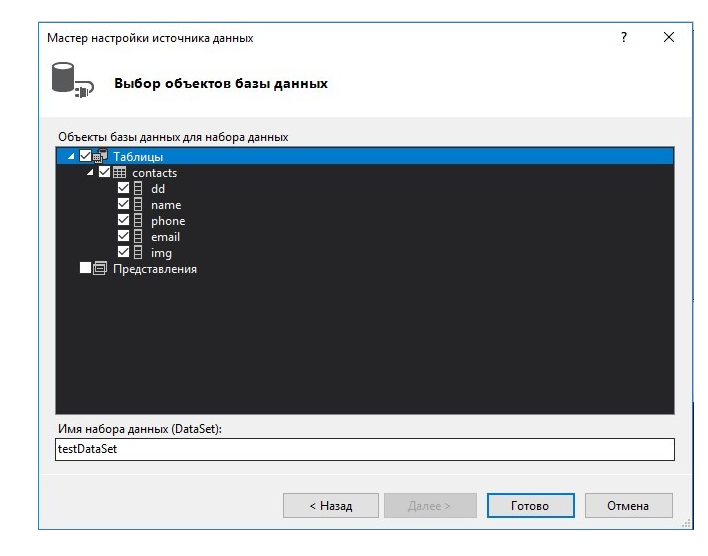 Мастер настройки источника данных
?
Выбор объектов базы данных
Объекты базы данных для набора данных
Таблицы
contacts
dd
name
phone
email
img
Представления
Имя набора данных (DataSet):
testDataSet
< Назад Далее > Готово Отмена